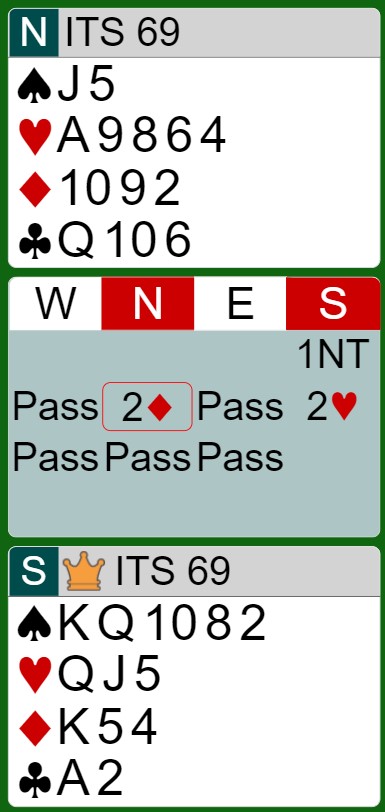 N ITS 69
♠J5
♥A9864
♦1092
♣Q106
W N E S
1NT
Pass 2♦ Pass 2♥
Pass Pass Pass
S ITS 69
♠KQ1082
♥QJ5
♦K54
♣A2